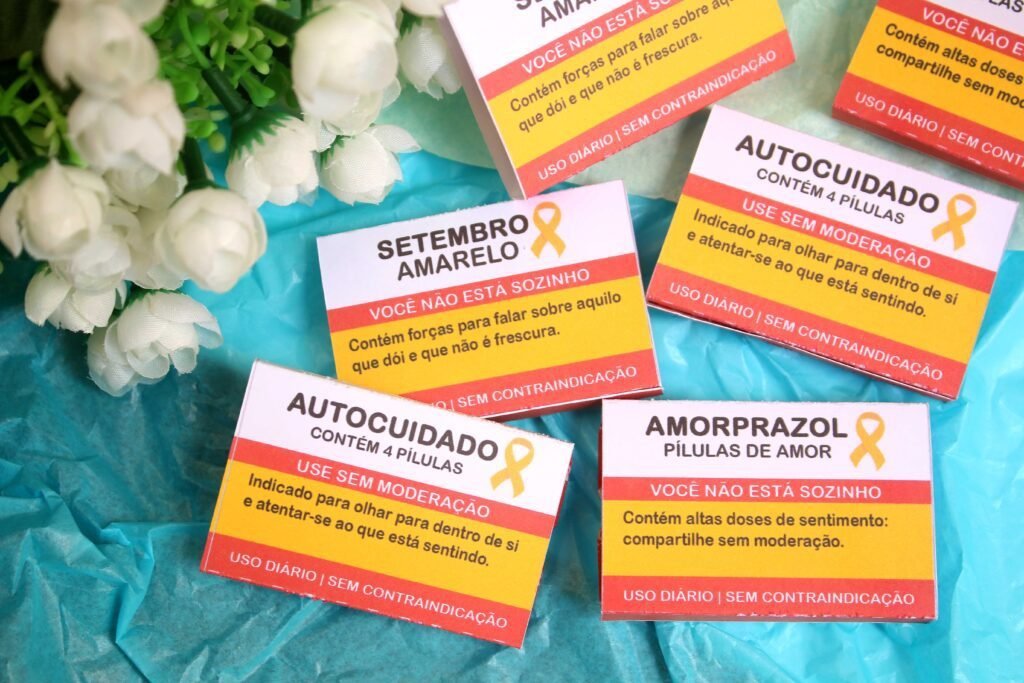 AMARELO
VOCÊ NÃO ESTÁ SOZINHO
Contém forças para falar sobre aquilo
que dói e que não é frescura.
USO DIÁRIO | SEM CONTRAINDICAÇÃO
VOCÊ NÃO
Contém altas doses
compartilhe sem
USO DIÁRIO | SEM
AUTOCUIDADO
CONTÉM 4 PÍLULAS
USE SEM MODERAÇÃO
Indicado para olhar para dentro de si
e atentar-se ao que está sentindo.
USO DIÁRIO | SEM CONTRAINDICAÇÃO
SETEMBRO
AMARELO
VOCÊ NÃO ESTÁ SOZINHO
Contém forças para falar sobre aquilo
que dói e que não é frescura.
| SEM CONTRAINDICAÇÃO
AUTOCUIDADO
CONTÉM 4 PÍLULAS
USE SEM MODERAÇÃO
Indicado para olhar para dentro de si
e atentar-se ao que está sentindo.
USO DIÁRIO | SEM CONTRAINDICAÇÃO
AMORPRAZOL
PÍLULAS DE AMOR
VOCÊ NÃO ESTÁ SOZINHO
Contém altas doses de sentimento:
compartilhe sem moderação.
USO DIÁRIO | SEM CONTRAINDICAÇÃO